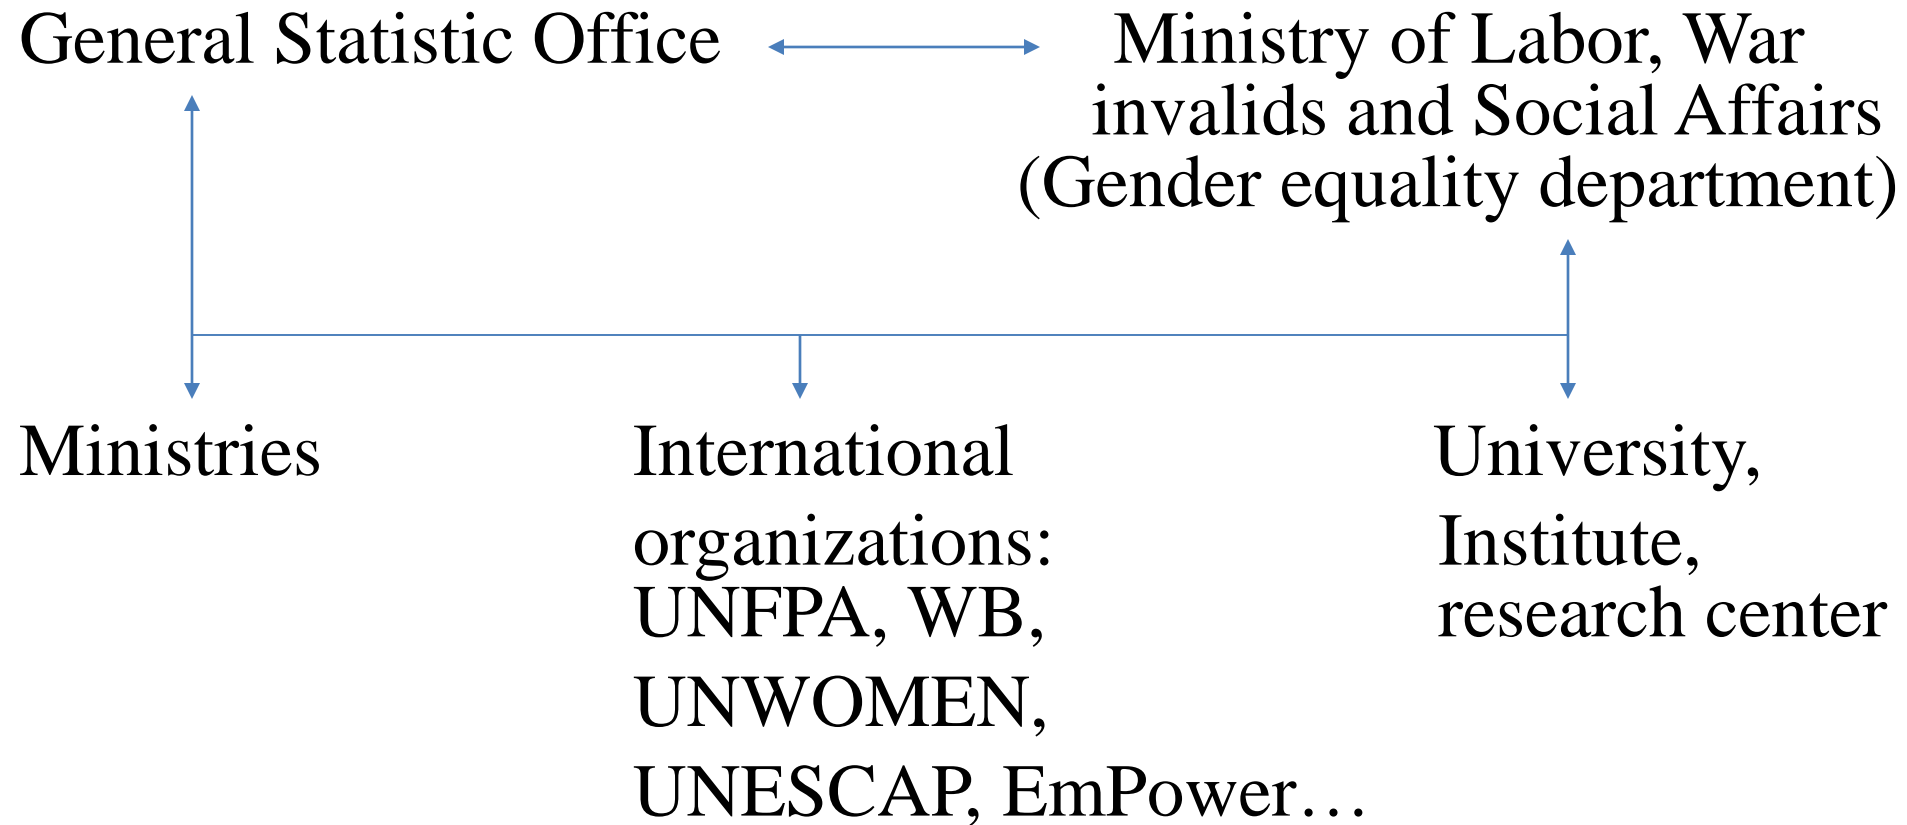 General Statistic Office
Ministry of Labor, War
invalids and Social Affairs
(Gender equality department)
Ministries
International
organizations:
UNFPA, WB,
UNWOMEN,
UNESCAP, EmPower…
University,
Institute,
research center